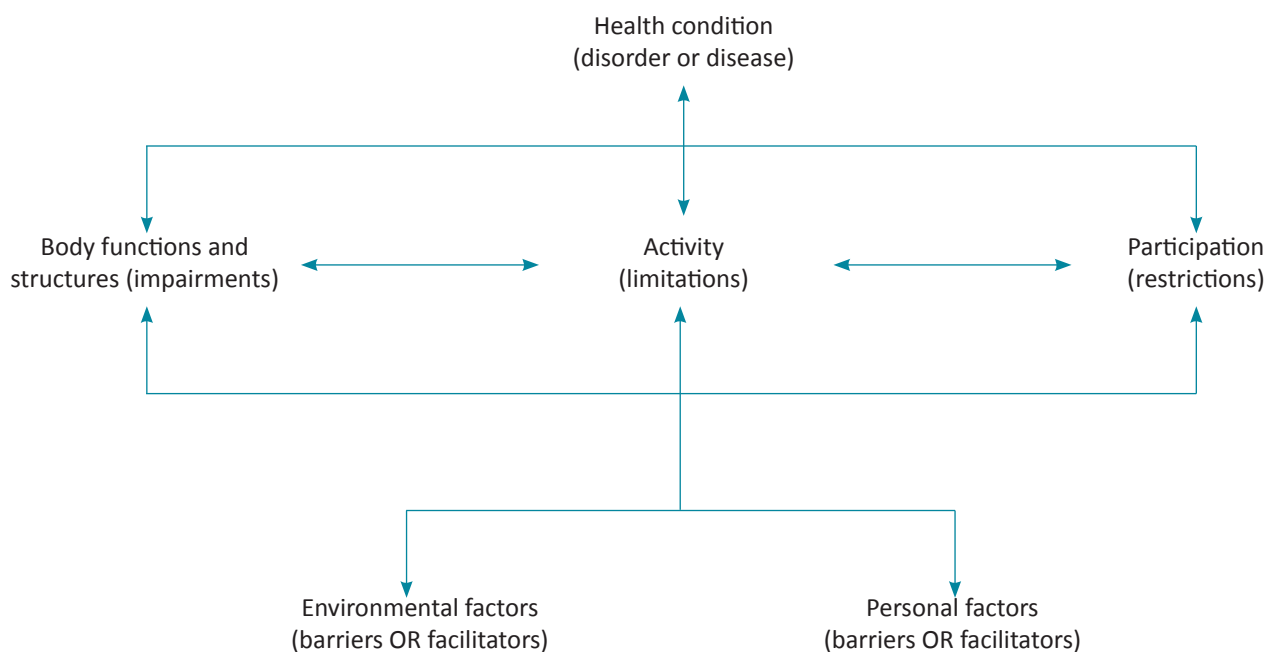 Health condition
(disorder or disease)
Body functions and
structures (impairments)
Activity
(limitations)
Participation
(restrictions)
Environmental factors
(barriers OR facilitators)
Personal factors
(barriers OR facilitators)